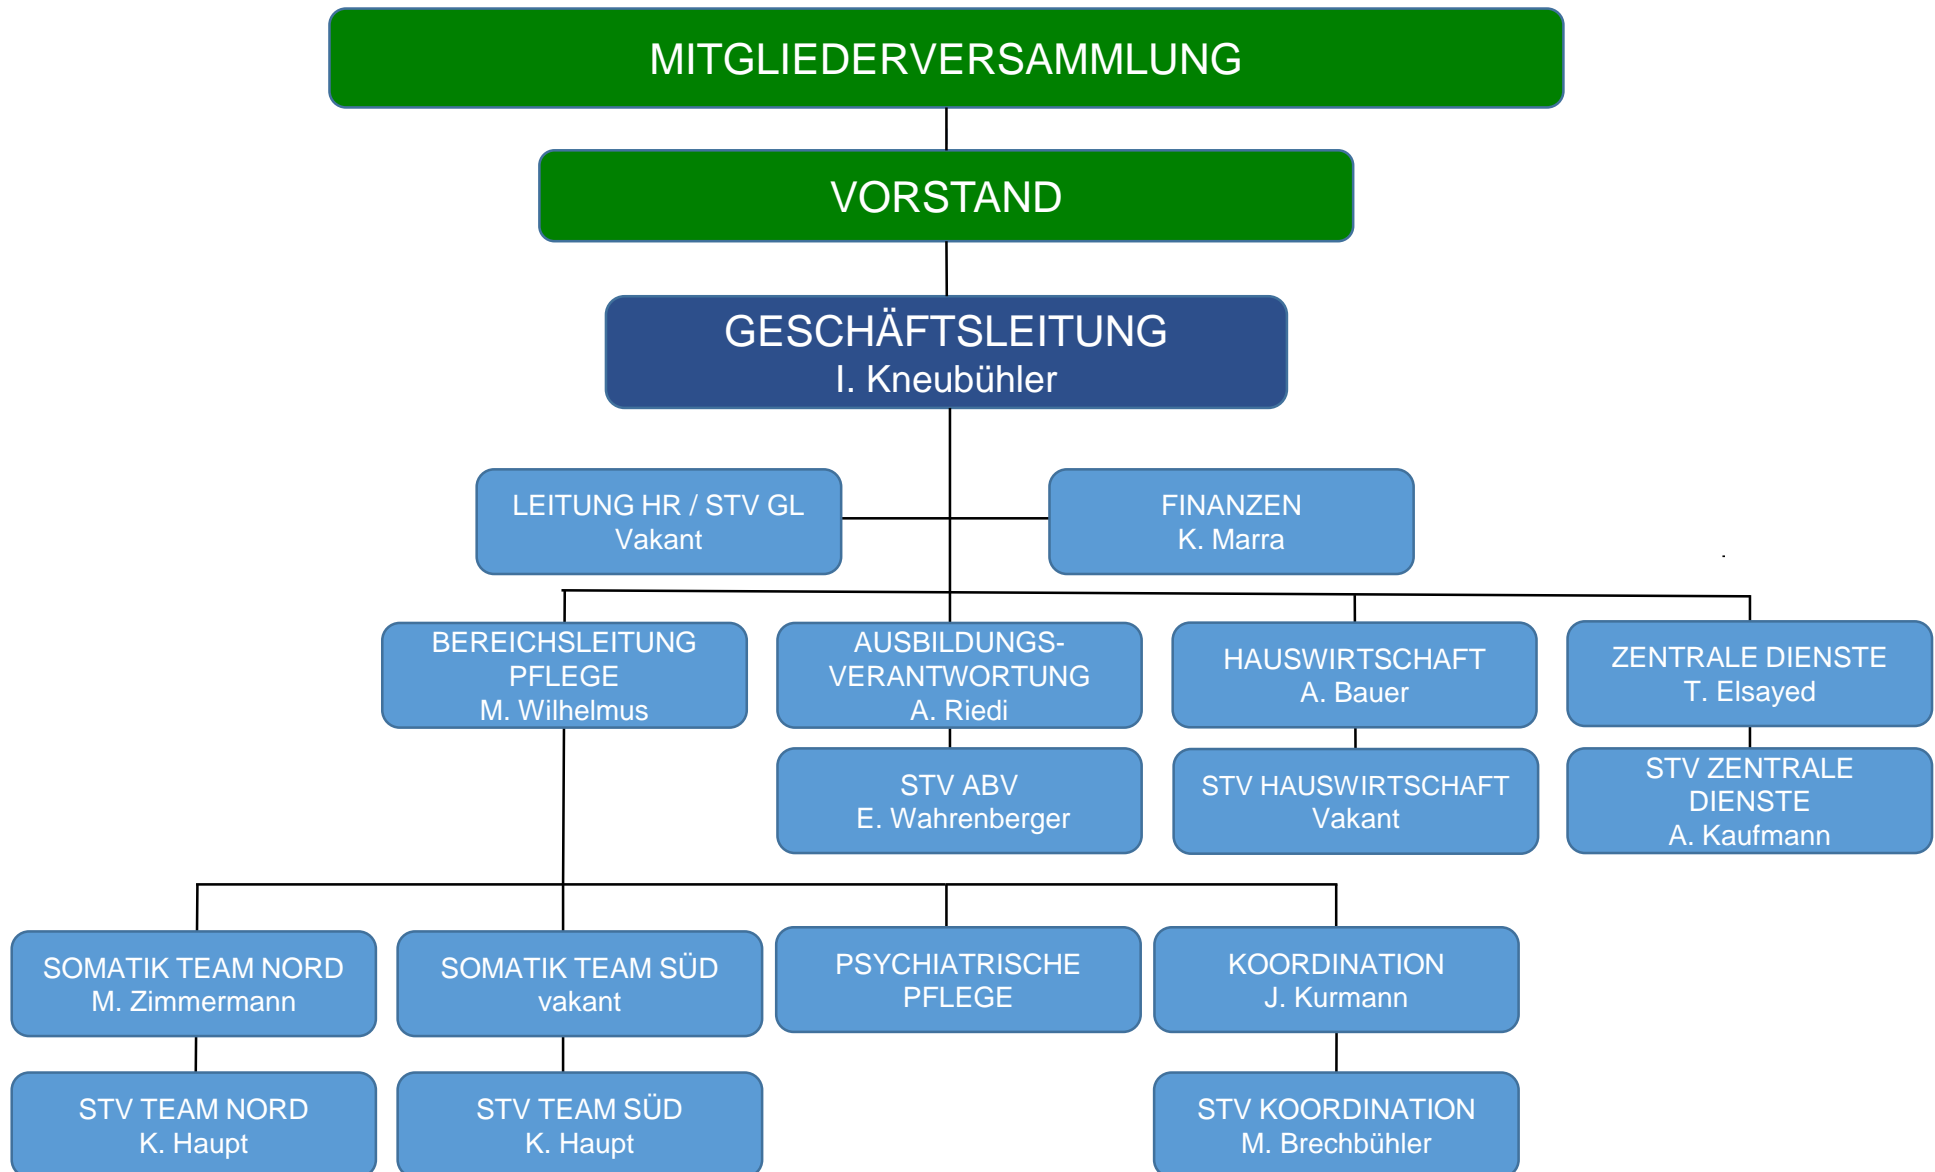 MITGLIEDERVERSAMMLUNG
VORSTAND
GESCHÄFTSLEITUNG
I. Kneubühler
LEITUNG HR / STV GL
Vakant
FINANZEN
K. Marra
BEREICHSLEITUNG
PFLEGE
M. Wilhelmus
AUSBILDUNGS-
VERANTWORTUNG
A. Riedi
HAUSWIRTSCHAFT
A. Bauer
ZENTRALE DIENSTE
T. Elsayed
STV ABV
E. Wahrenberger
STV HAUSWIRTSCHAFT
Vakant
STV ZENTRALE
DIENSTE
A. Kaufmann
SOMATIK TEAM NORD
M. Zimmermann
SOMATIK TEAM SÜD
vakant
PSYCHIATRISCHE
PFLEGE
KOORDINATION
J. Kurmann
STV TEAM NORD
K. Haupt
STV TEAM SÜD
K. Haupt
STV KOORDINATION
M. Brechbühler